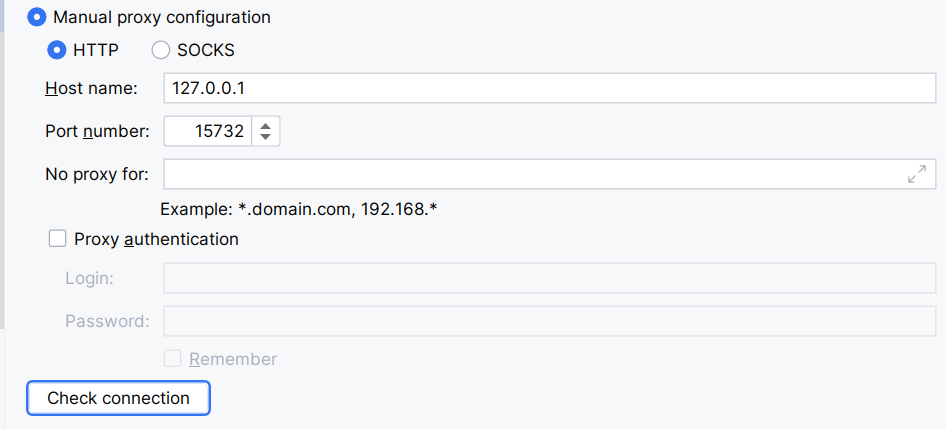 Manual proxy configuration
HTTP SOCKS
Host name: 127.0.0.1
Port number: 15732
No proxy for:
Example: *.domain.com, 192.168.*
Proxy authentication
Login:
Password:
Remember
Check connection